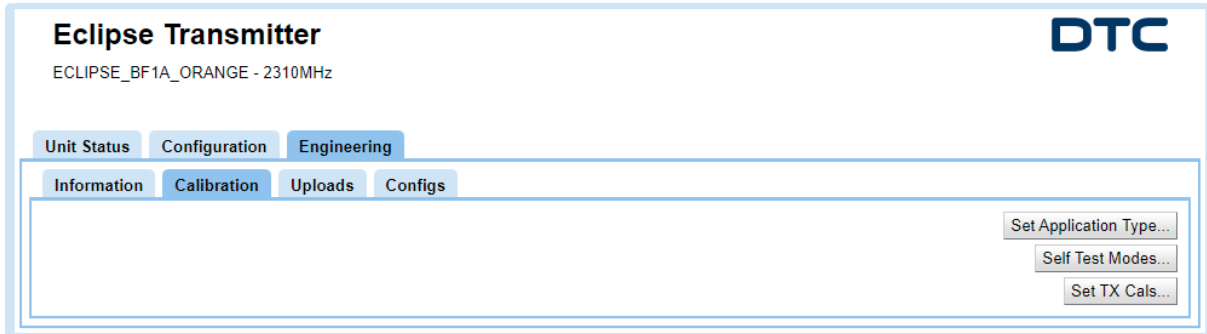 Eclipse Transmitter
DTC
ECLIPSE_BF1A_ORANGE - 2310MHz
Unit Status Configuration Engineering
Information Calibration Uploads Configs
Set Application Type...
Self Test Modes...
Set TX Cals...